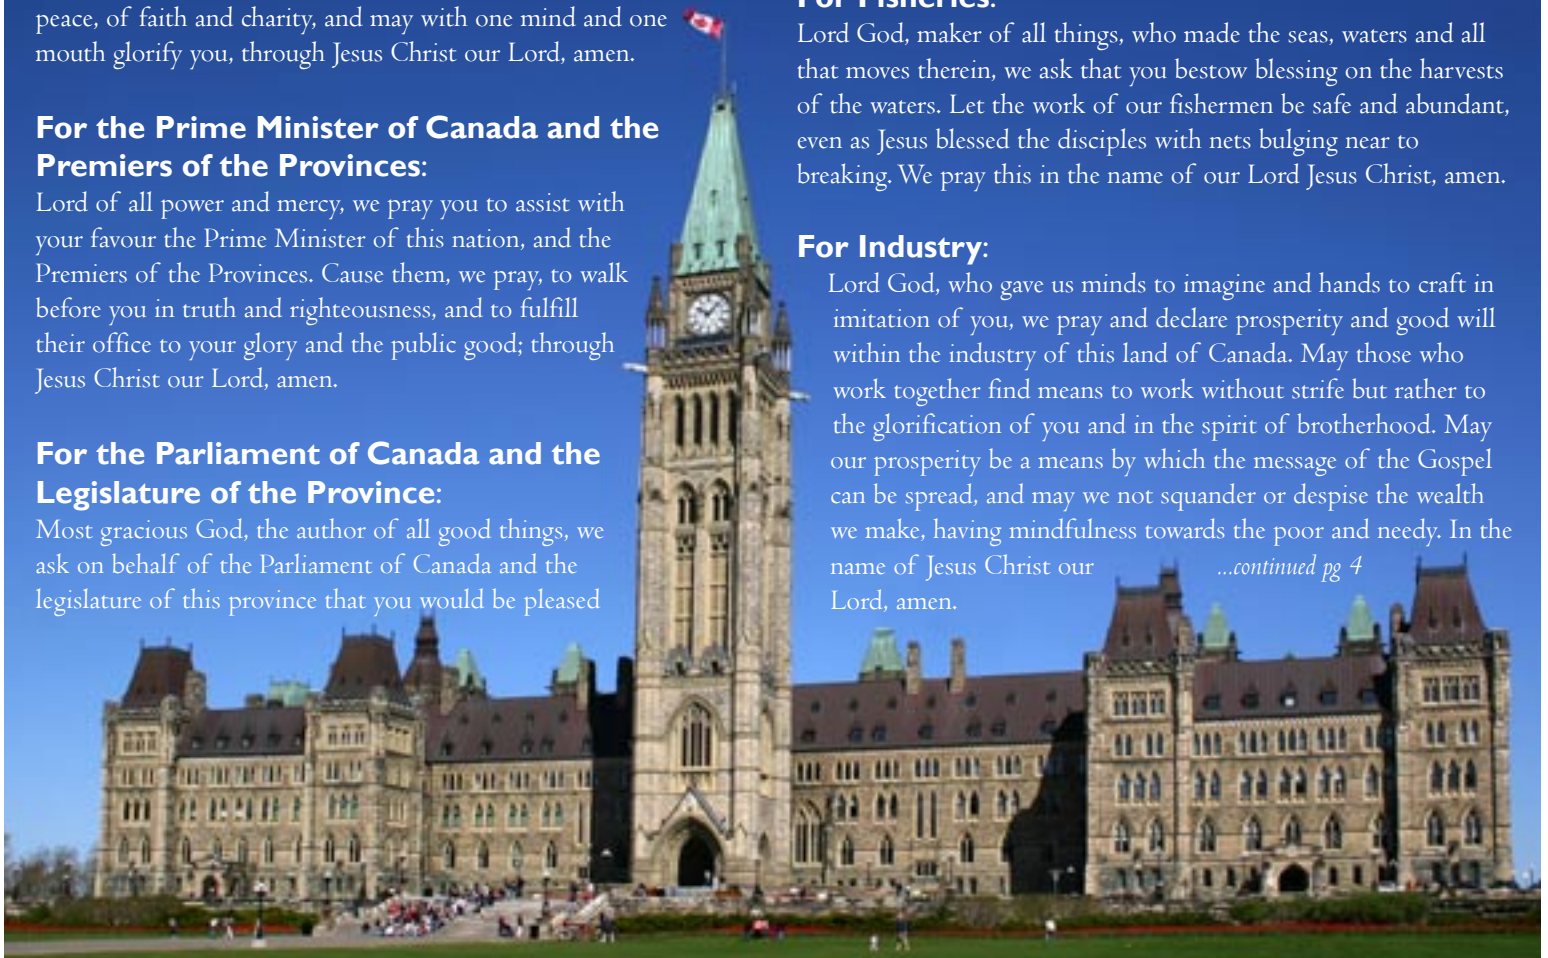 peace, of faith and charity, and may with one mind and one
mouth glorify you, through Jesus Christ our Lord, amen.
For the Prime Minister of Canada and the
Premiers of the Provinces:
Lord of all power and mercy, we pray you to assist with
your favour the Prime Minister of this nation, and the
Premiers of the Provinces. Cause them, we pray, to walk
before you in truth and righteousness, and to fulfill
their office to your glory and the public good; through
Jesus Christ our Lord, amen.
For the Parliament of Canada and the
Legislature of the Province:
Most gracious God, the author of all good things, we
ask on behalf of the Parliament of Canada and the
legislature of this province that you would be pleased
For Fisheries:
Lord God, maker of all things, who made the seas, waters and all
that moves therein, we ask that you bestow blessing on the harvests
of the waters. Let the work of our fishermen be safe and abundant,
even as Jesus blessed the disciples with nets bulging near to
breaking. We pray this in the name of our Lord Jesus Christ, amen.
For Industry:
Lord God, who gave us minds to imagine and hands to craft in
imitation of you, we pray and declare prosperity and good will
within the industry of this land of Canada. May those who
work together find means to work without strife but rather to
the glorification of you and in the spirit of brotherhood. May
our prosperity be a means by which the message of the Gospel
can be spread, and may we not squander or despise the wealth
we make, having mindfulness towards the poor and needy. In the
name of Jesus Christ our
Lord, amen.
...continued pg 4